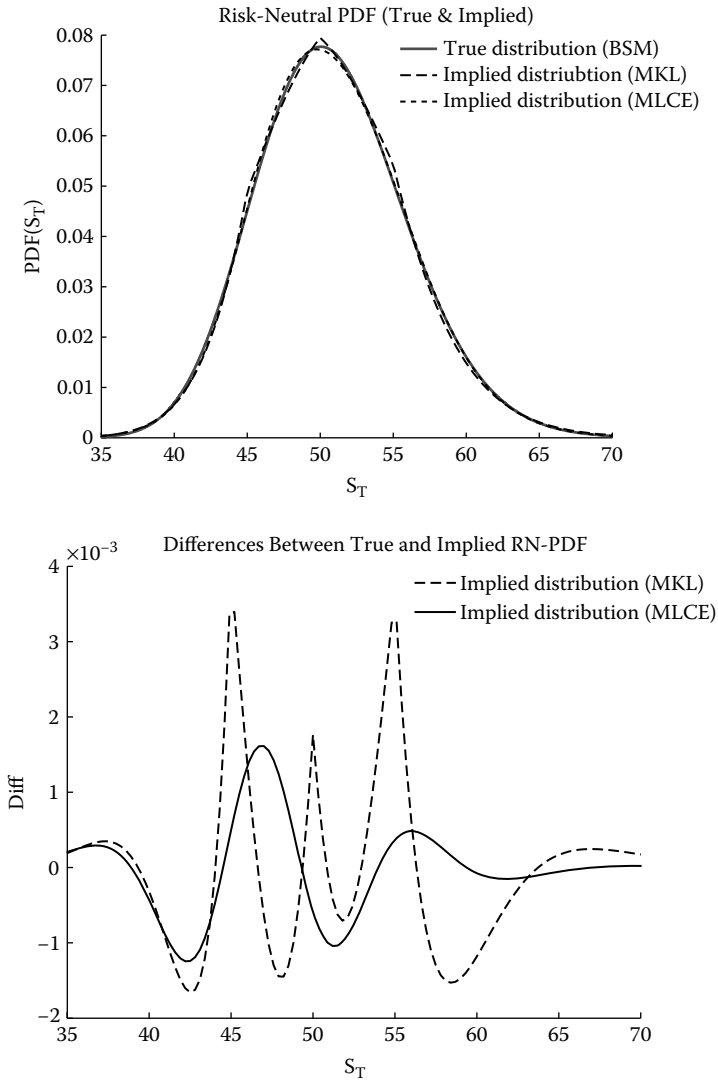 Risk-Neutral PDF (True & Implied)
True distribution (BSM)
Implied distriubtion (MKL)
Implied distribution (MLCE)
0.08
0.07
0.06
0.05
0.04
0.03
0.02
0.01
0
PDF(S_T)
35 40 45 50 55 60 65 70
S_T
Differences Between True and Implied RN-PDF
×10⁻³
Implied distribution (MKL)
Implied distribution (MLCE)
4
3
2
1
0
−1
−2
Diff
35 40 45 50 55 60 65 70
S_T